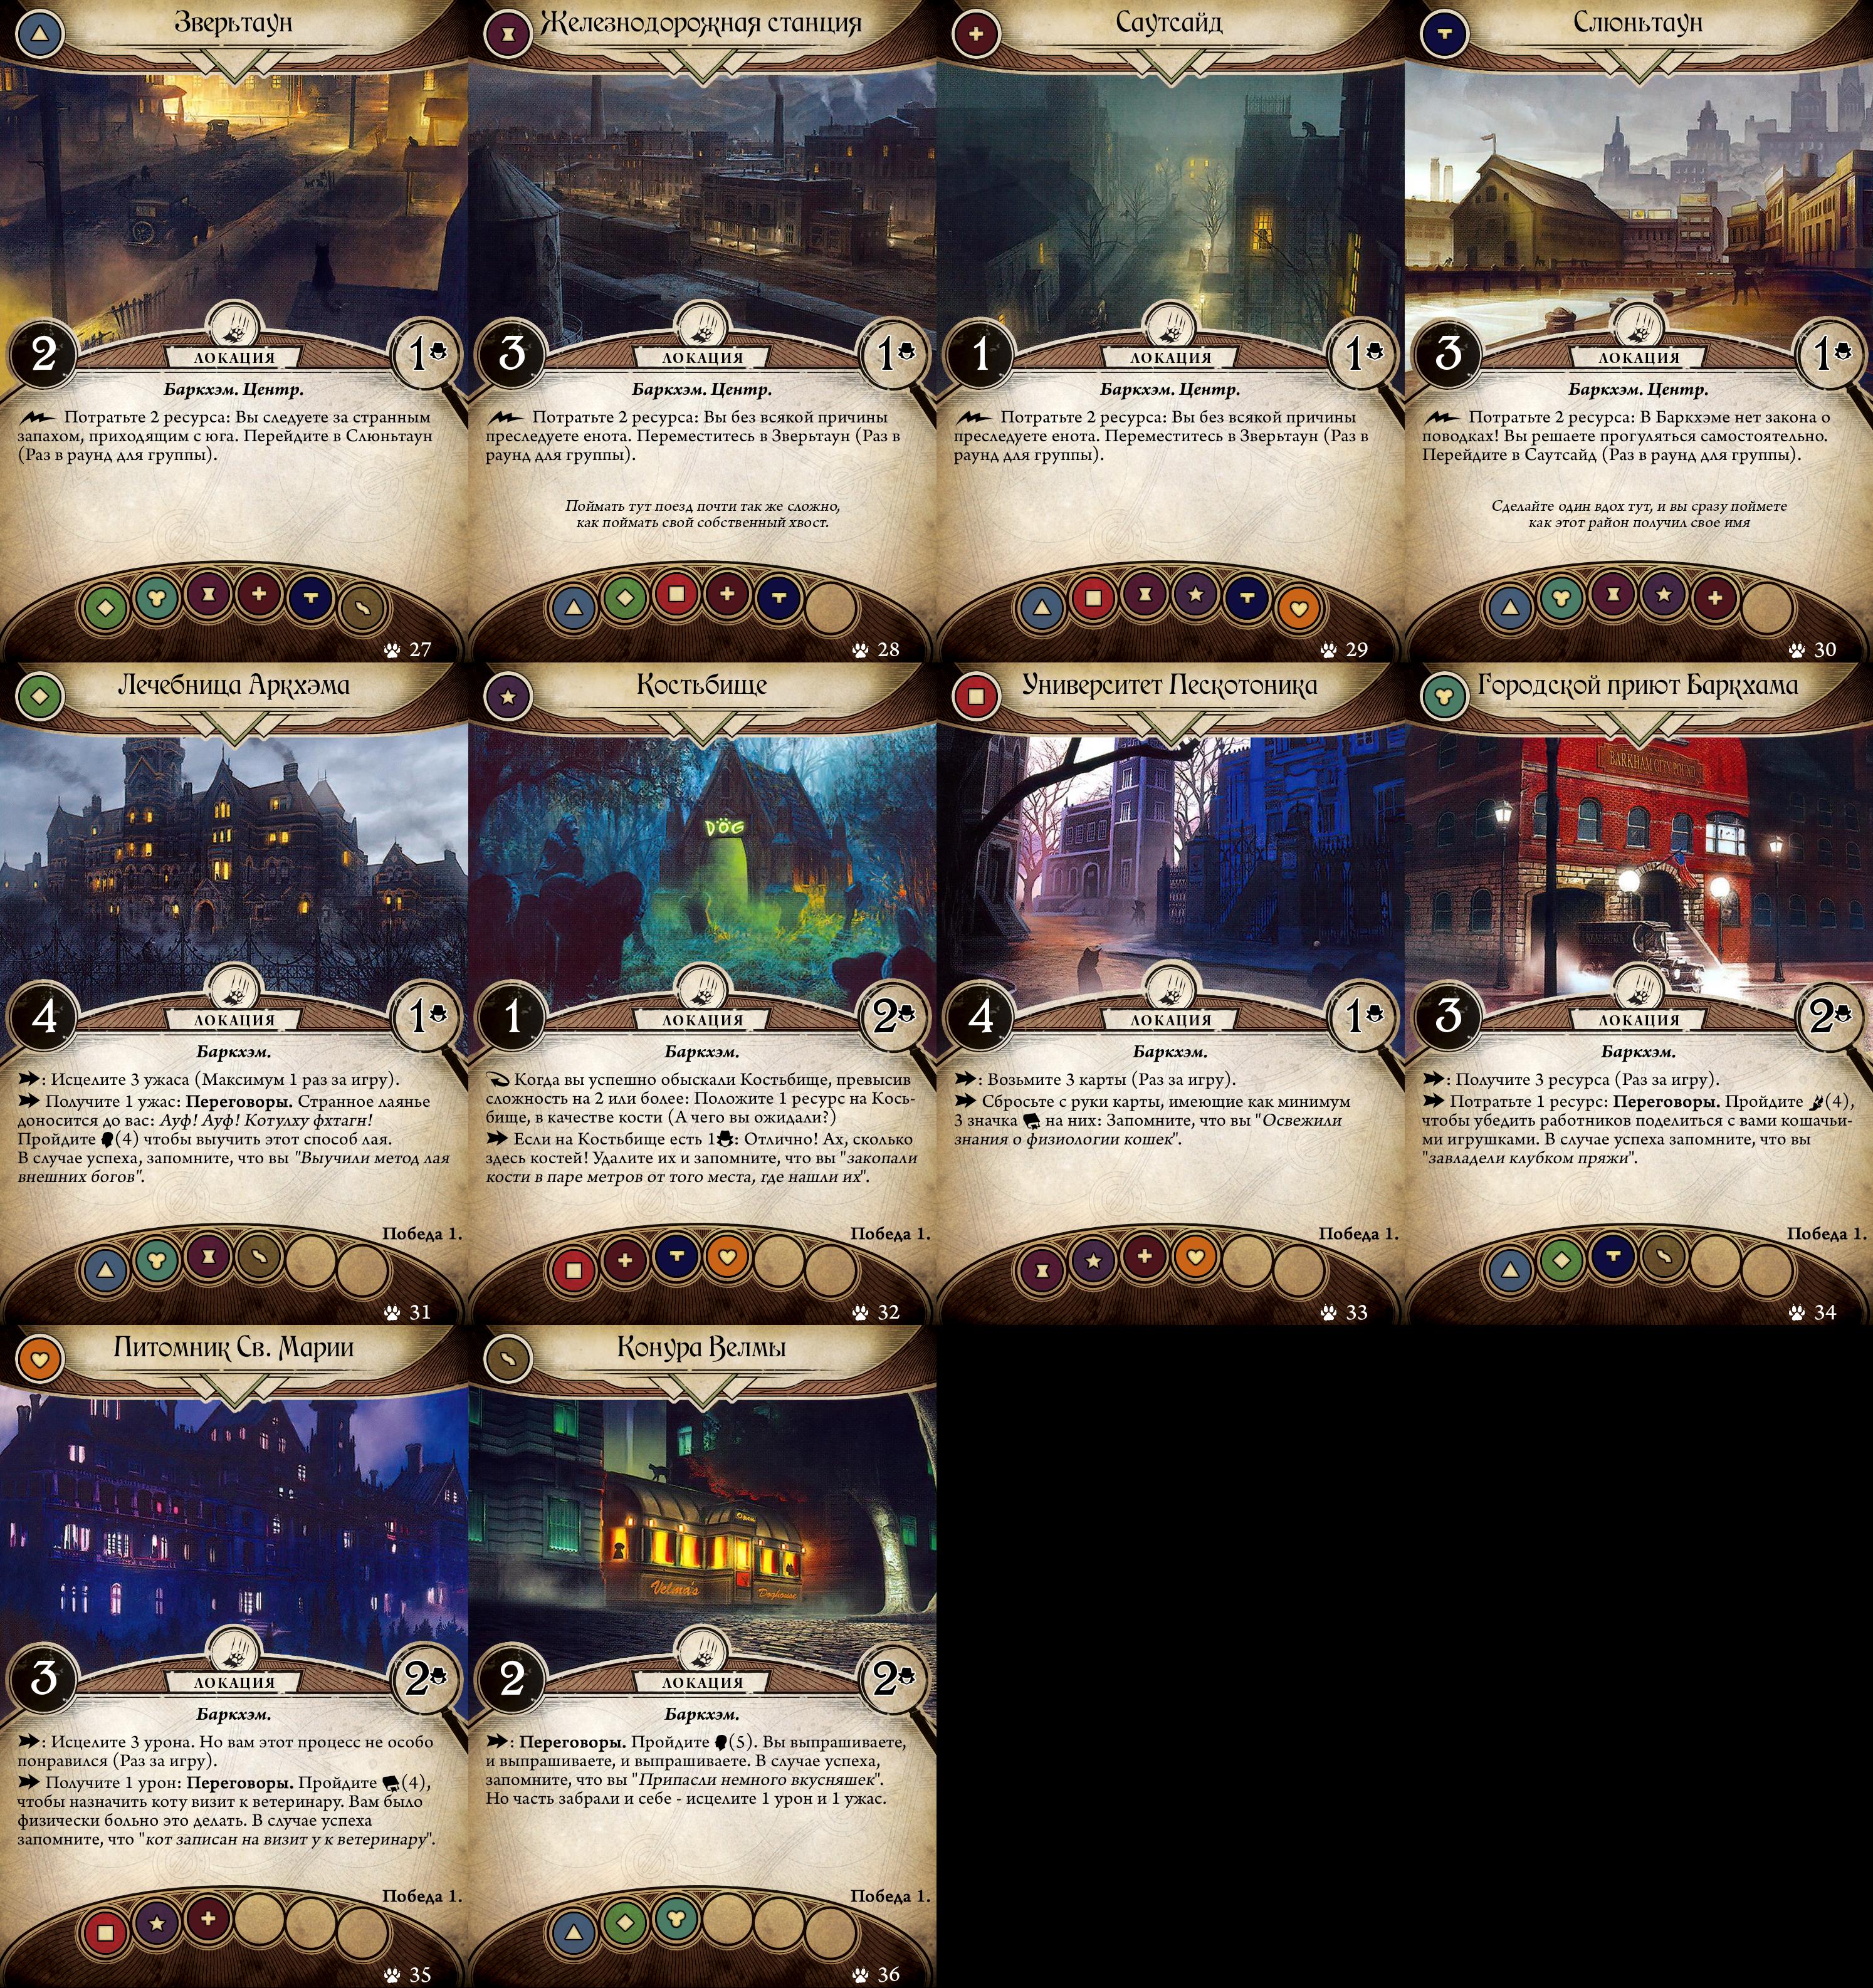 Зверьтаун
2
ЛОКАЦИЯ
1
Баркхэм. Центр.
Потратьте 2 ресурса: Вы следуете за странным
запахом, приходящим с юга. Перейдите в Слюньтаун
(Раз в раунд для группы).
27
Железнодорожная станция
3
ЛОКАЦИЯ
1
Баркхэм. Центр.
Потратьте 2 ресурса: Вы без всякой причины
преследуете енота. Переместитесь в Зверьтаун (Раз в
раунд для группы).
Поймать тут поезд почти так же сложно,
как поймать свой собственный хвост.
28
Саутсайд
1
ЛОКАЦИЯ
1
Баркхэм. Центр.
Потратьте 2 ресурса: Вы без всякой причины
преследуете енота. Переместитесь в Зверьтаун (Раз в
раунд для группы).
29
Слюньтаун
3
ЛОКАЦИЯ
1
Баркхэм. Центр.
Потратьте 2 ресурса: В Баркхэме нет закона о
поводках! Вы решаете прогуляться самостоятельно.
Перейдите в Саутсайд (Раз в раунд для группы).
Сделайте один вдох тут, и вы сразу поймете
как этот район получил свое имя
30
Лечебница Аркхэма
4
ЛОКАЦИЯ
1
Баркхэм.
: Исцелите 3 ужаса (Максимум 1 раз за игру).
Получите 1 ужас: Переговоры. Странное лаянье
доносится до вас: Ауф! Ауф! Котулху фхтагн!
Пройдите (4) чтобы выучить этот способ лая.
В случае успеха, запомните, что вы "Выучили метод лая
внешних богов".
Победа 1.
31
Костьбище
DOG
1
ЛОКАЦИЯ
2
Баркхэм.
Когда вы успешно обыскали Костьбище, превысив
сложность на 2 или более: Положите 1 ресурс на Кось-
бище, в качестве кости (А чего вы ожидали?)
Если на Костьбище есть 1: Отлично! Ах, сколько
здесь костей! Удалите их и запомните, что вы "закопали
кости в паре метров от того места, где нашли их".
Победа 1.
32
Университет Пескотоника
4
ЛОКАЦИЯ
1
Баркхэм.
: Возьмите 3 карты (Раз за игру).
Сбросьте с руки карты, имеющие как минимум
3 значка на них: Запомните, что вы "Освежили
знания о физиологии кошек".
Победа 1.
33
Городской приют Баркхама
BARKHAM CITY POUND
3
ЛОКАЦИЯ
2
Баркхэм.
: Получите 3 ресурса (Раз за игру).
Потратьте 1 ресурс: Переговоры. Пройдите (4),
чтобы убедить работников поделиться с вами кошачьи-
ми игрушками. В случае успеха запомните, что вы
"завладели клубком пряжи".
Победа 1.
34
Питомник Св. Марии
3
ЛОКАЦИЯ
2
Баркхэм.
: Исцелите 3 урона. Но вам этот процесс не особо
понравился (Раз за игру).
Получите 1 урон: Переговоры. Пройдите (4),
чтобы назначить коту визит к ветеринару. Вам было
физически больно это делать. В случае успеха
запомните, что "кот записан на визит у к ветеринару".
Победа 1.
35
Конура Велмы
Open
Velma's
Doghouse
2
ЛОКАЦИЯ
2
Баркхэм.
: Переговоры. Пройдите (5). Вы выпрашиваете,
и выпрашиваете, и выпрашиваете. В случае успеха,
запомните, что вы "Припасли немного вкусняшек".
Но часть забрали и себе - исцелите 1 урон и 1 ужас.
Победа 1.
36